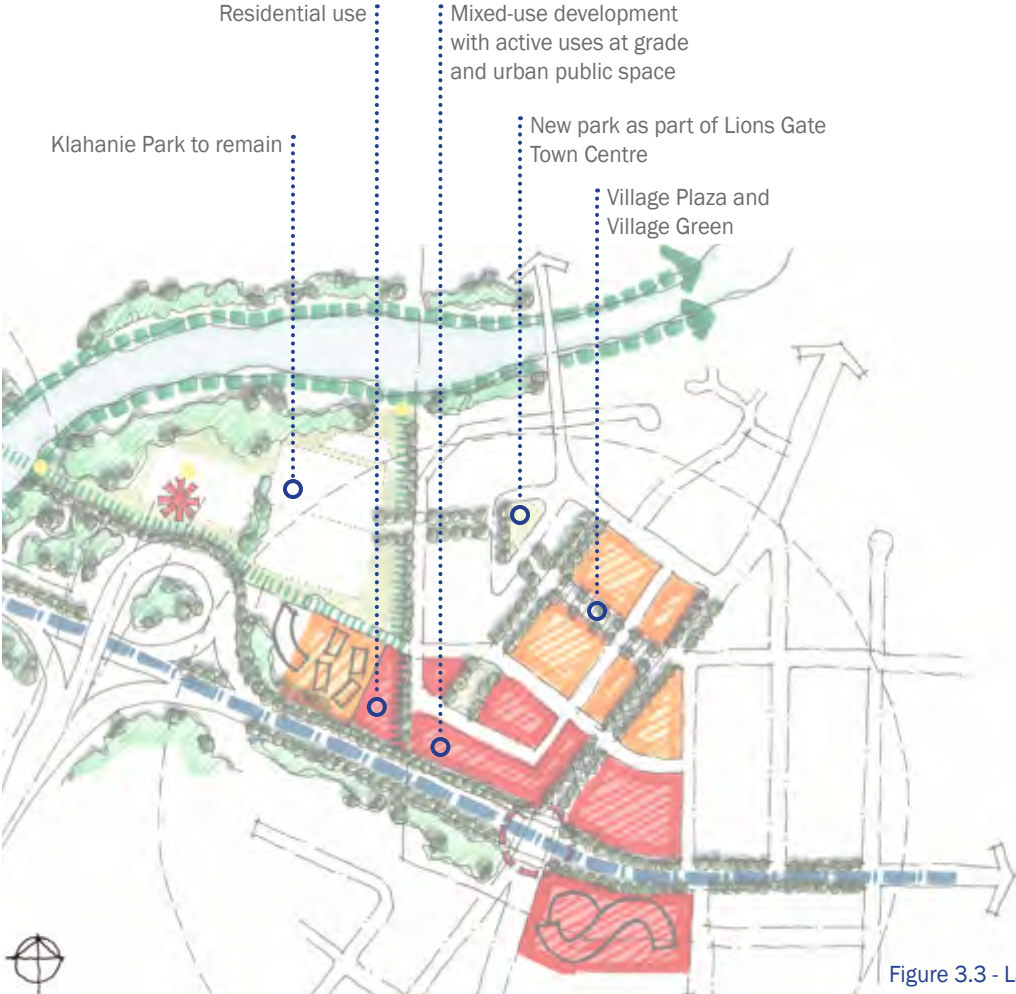 Residential use
Mixed-use development
with active uses at grade
and urban public space
Klahanie Park to remain
New park as part of Lions Gate
Town Centre
Village Plaza and
Village Green
Figure 3.3 - L